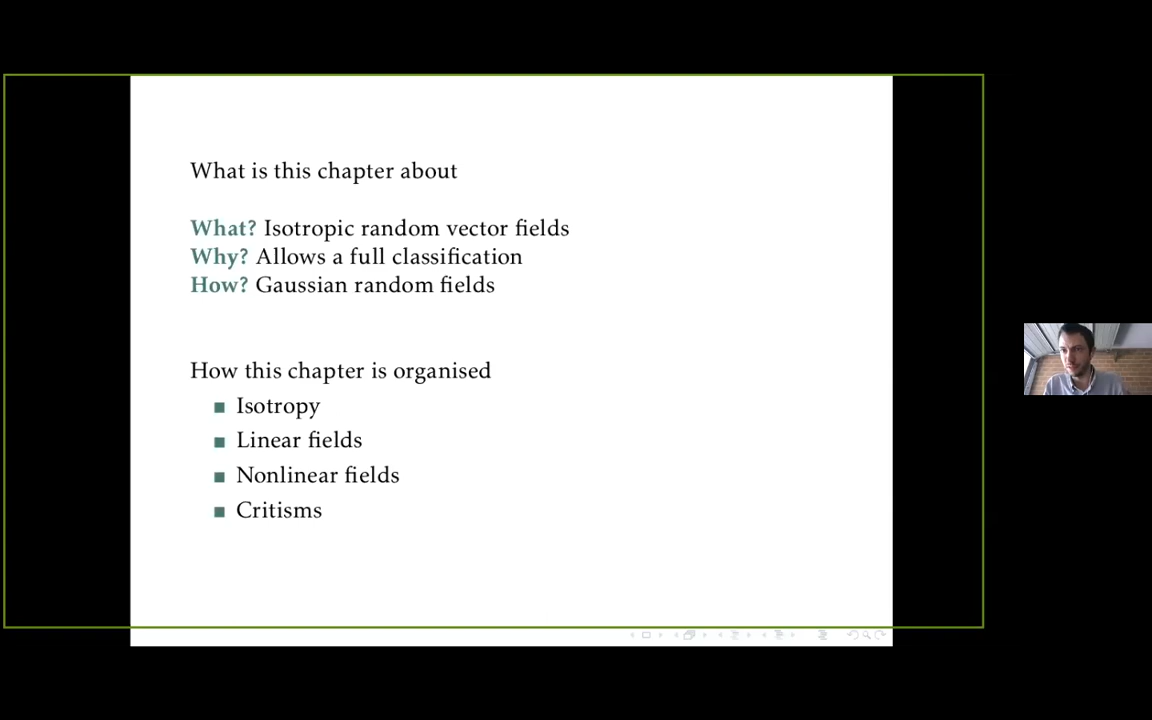 What is this chapter about
What? Isotropic random vector fields
Why? Allows a full classification
How? Gaussian random fields
How this chapter is organised
Isotropy
Linear fields
Nonlinear fields
Critisms